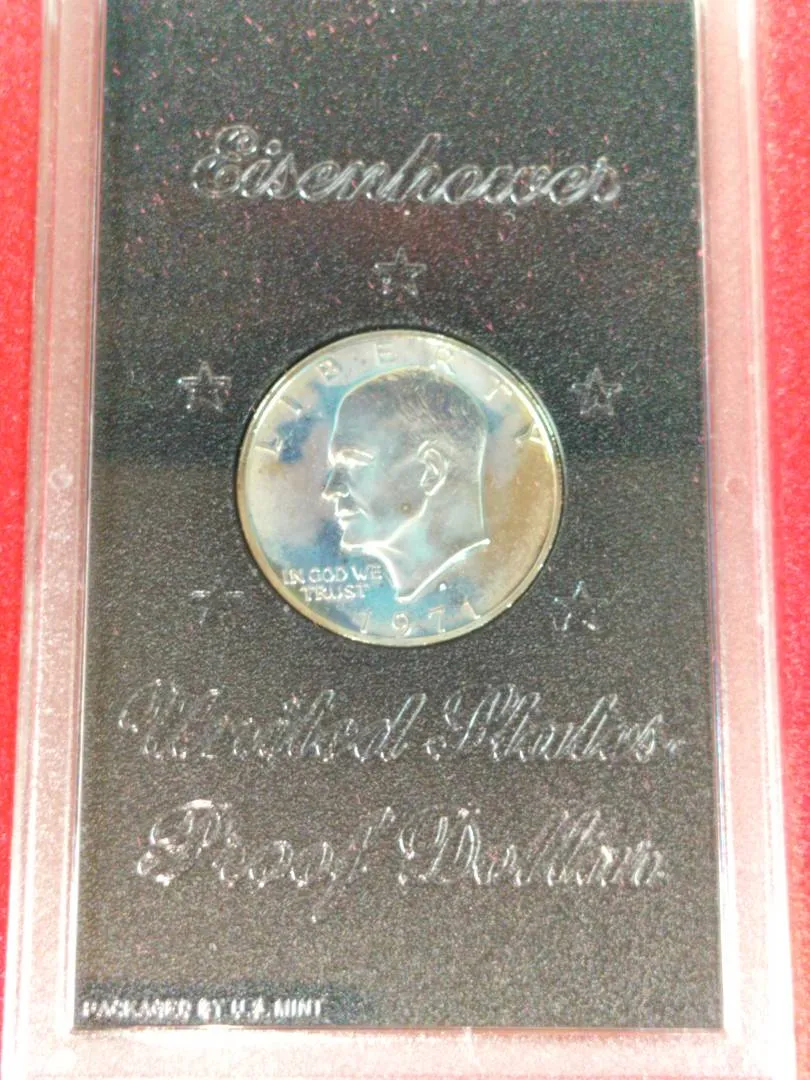 Eisenhower
LIBERTY
IN GOD WE
TRUST
1971
United States
Proof Dollar
PACKAGED BY U.S. MINT